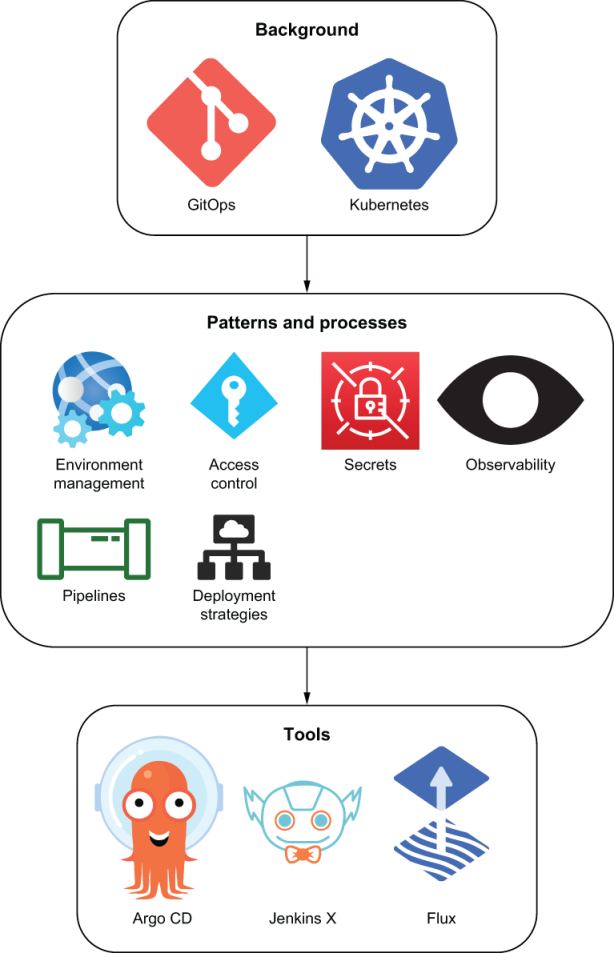 Background
GitOps
Kubernetes
Patterns and processes
Environment
management
Access
control
Secrets
Observability
Pipelines
Deployment
strategies
Tools
Argo CD
Jenkins X
Flux